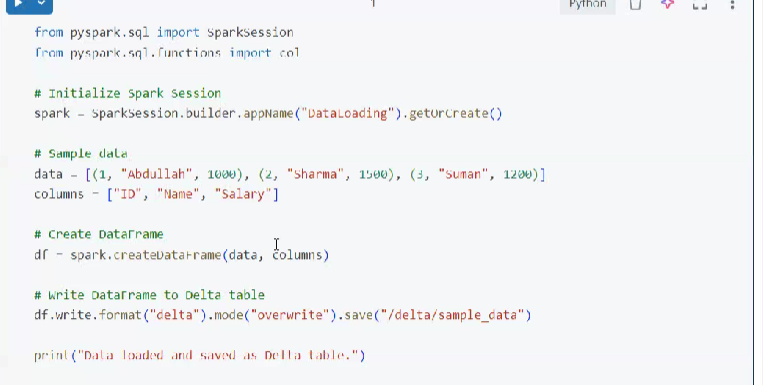 1
Python
from pyspark.sql import SparkSession
from pyspark.sql.functions import col
# Initialize Spark Session
spark = SparkSession.builder.appName("DataLoading").getOrCreate()
# Sample data
data = [(1, "Abdullah", 1000), (2, "Sharma", 1500), (3, "Suman", 1200)]
columns = ["ID", "Name", "Salary"]
# Create DataFrame
df = spark.createDataFrame(data, columns)
# Write DataFrame to Delta table
df.write.format("delta").mode("overwrite").save("/delta/sample_data")
print("Data loaded and saved as Delta table.")